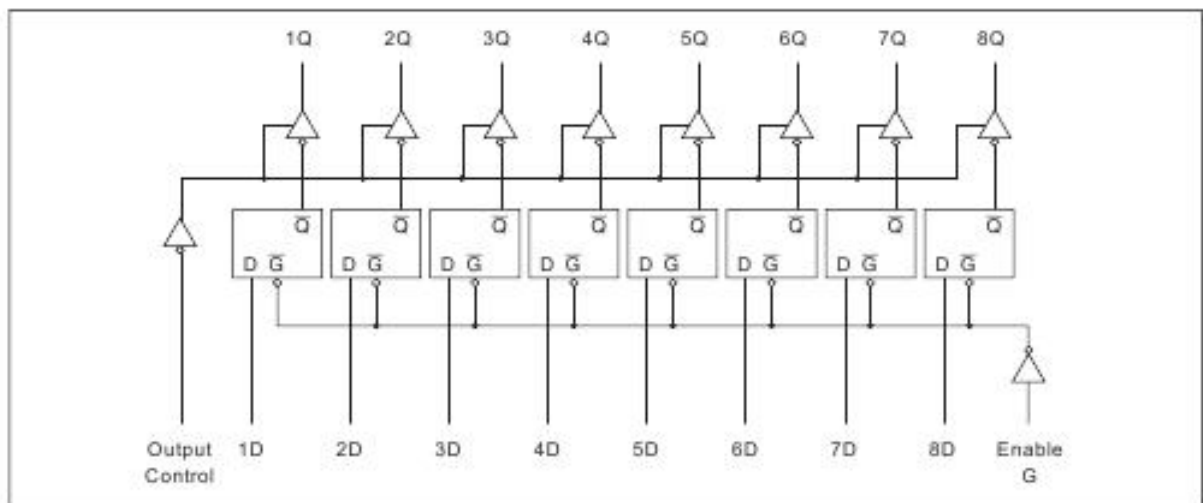 1Q 2Q 3Q 4Q 5Q 6Q 7Q 8Q
Q̅ Q̅ Q̅ Q̅ Q̅ Q̅ Q̅ Q̅
D G̅ D G̅ D G̅ D G̅ D G̅ D G̅ D G̅ D G̅
Output 1D 2D 3D 4D 5D 6D 7D 8D Enable
Control G